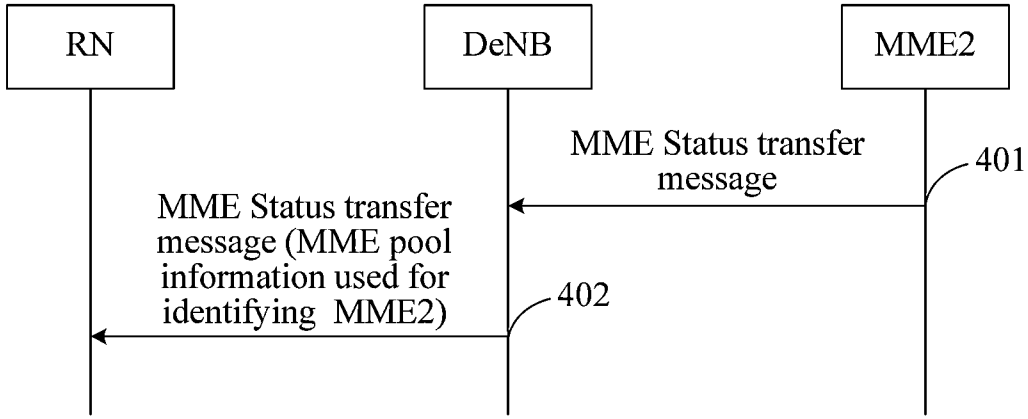 RN
DeNB
MME2
MME Status transfer
message
401
MME Status transfer
message (MME pool
information used for
identifying MME2)
402